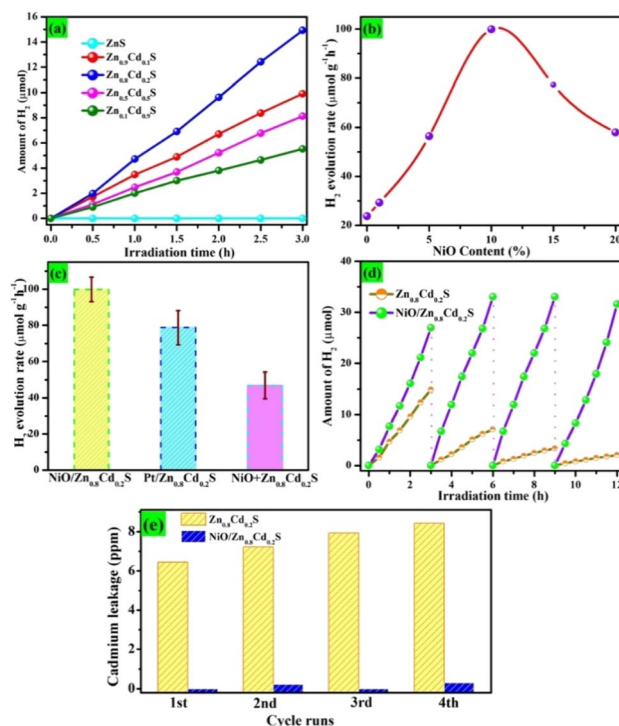 (a)
ZnS
Zn0.9Cd0.1S
Zn0.8Cd0.2S
Zn0.5Cd0.5S
Zn0.1Cd0.9S
Amount of H2 (μmol)
16
14
12
10
8
6
4
2
0
0.0 0.5 1.0 1.5 2.0 2.5 3.0
Irradiation time (h)
(b)
H2 evolution rate (μmol g-1h-1)
100
80
60
40
20
0 5 10 15 20
NiO Content (%)
(c)
H2 evolution rate (μmol g-1h-1)
100
80
60
40
20
0
NiO/Zn0.8Cd0.2S Pt/Zn0.8Cd0.2S NiO+Zn0.8Cd0.2S
(d)
Zn0.8Cd0.2S
NiO/Zn0.8Cd0.2S
Amount of H2 (μmol)
40
30
20
10
0
0 2 4 6 8 10 12
Irradiation time (h)
(e)
Zn0.8Cd0.2S
NiO/Zn0.8Cd0.2S
Cadmium leakage (ppm)
8
6
4
2
0
1st 2nd 3rd 4th
Cycle runs